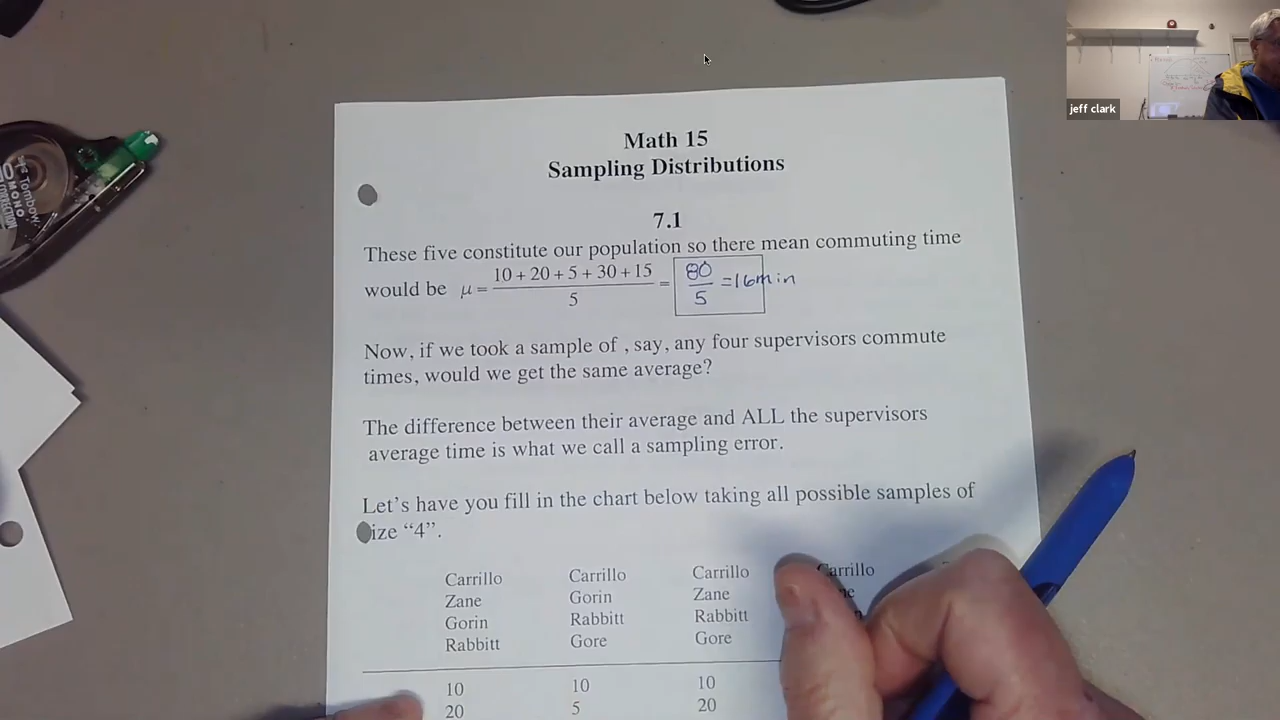 jeff clark
Tombow
MONO
CORRECTION
Math 15
Sampling Distributions
7.1
These five constitute our population so there mean commuting time
would be μ = (10 + 20 + 5 + 30 + 15) / 5 = 80 / 5 = 16min
Now, if we took a sample of , say, any four supervisors commute
times, would we get the same average?
The difference between their average and ALL the supervisors
average time is what we call a sampling error.
Let's have you fill in the chart below taking all possible samples of
ize “4”.
Carrillo Carrillo Carrillo Carrillo
Zane Gorin Zane
Gorin Rabbitt Rabbitt
Rabbitt Gore Gore
10 10 10
20 5 20